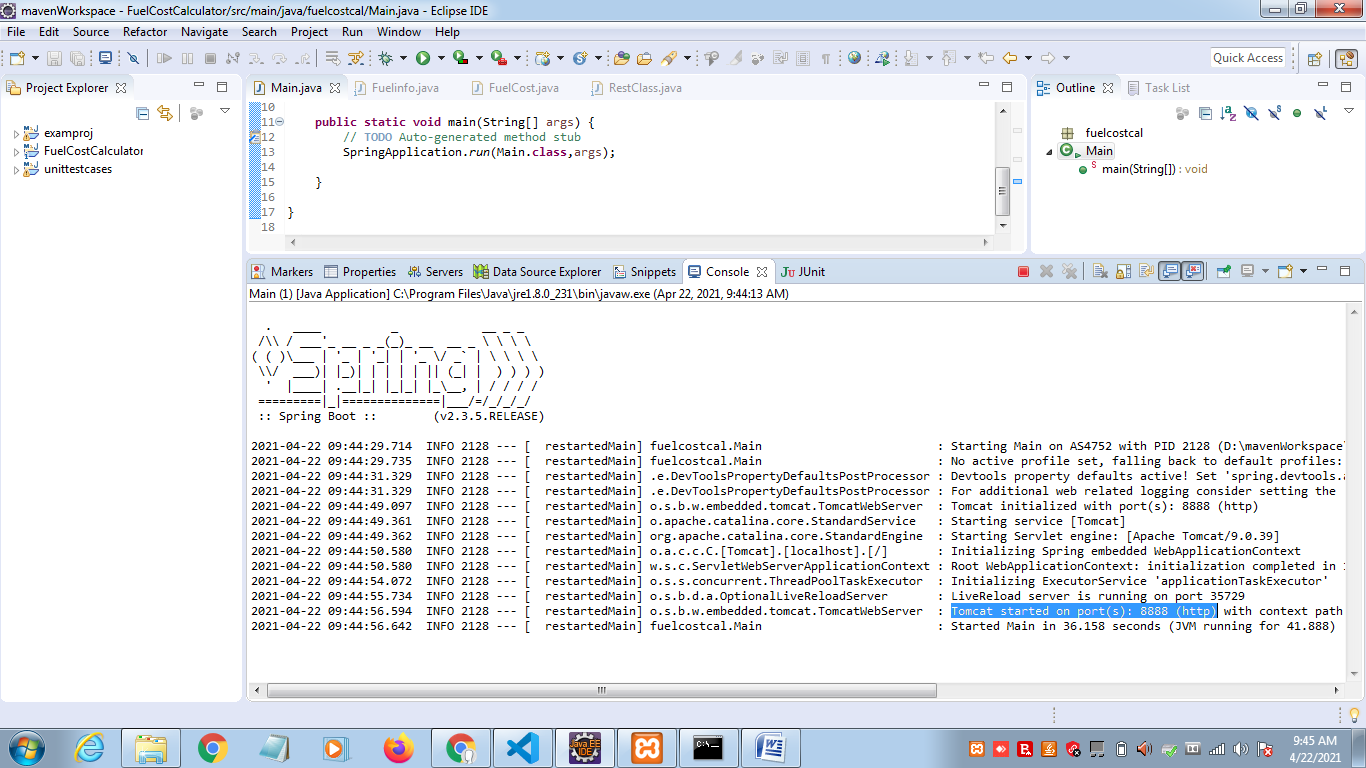 mavenWorkspace - FuelCostCalculator/src/main/java/fuelcostcal/Main.java - Eclipse IDE
File Edit Source Refactor Navigate Search Project Run Window Help
Quick Access
Project Explorer
examproj
FuelCostCalculator
unittestcases
Main.java Fuelinfo.java FuelCost.java RestClass.java
10
11 public static void main(String[] args) {
12 // TODO Auto-generated method stub
13 SpringApplication.run(Main.class,args);
14
15 }
16
17 }
18
Outline Task List
fuelcostcal
Main
main(String[]) : void
Markers Properties Servers Data Source Explorer Snippets Console JUnit
Main (1) [Java Application] C:\Program Files\Java\jre1.8.0_231\bin\javaw.exe (Apr 22, 2021, 9:44:13 AM)
  .   ____          _            __ _ _
 /\\ / ___'_ __ _ _(_)_ __  __ _ \ \ \ \
( ( )\___ | '_ | '_| | '_ \/ _` | \ \ \ \
 \\/  ___)| |_)| | | | | || (_| |  ) ) ) )
  '  |____| .__|_| |_|_| |_\__, | / / / /
 =========|_|==============|___/=/_/_/_/
:: Spring Boot :: (v2.3.5.RELEASE)
2021-04-22 09:44:29.714 INFO 2128 --- [ restartedMain] fuelcostcal.Main : Starting Main on AS4752 with PID 2128 (D:\mavenWorkspace\
2021-04-22 09:44:29.735 INFO 2128 --- [ restartedMain] fuelcostcal.Main : No active profile set, falling back to default profiles:
2021-04-22 09:44:31.329 INFO 2128 --- [ restartedMain] .e.DevToolsPropertyDefaultsPostProcessor : Devtools property defaults active! Set 'spring.devtools.a
2021-04-22 09:44:31.329 INFO 2128 --- [ restartedMain] .e.DevToolsPropertyDefaultsPostProcessor : For additional web related logging consider setting the
2021-04-22 09:44:49.097 INFO 2128 --- [ restartedMain] o.s.b.w.embedded.tomcat.TomcatWebServer : Tomcat initialized with port(s): 8888 (http)
2021-04-22 09:44:49.361 INFO 2128 --- [ restartedMain] o.apache.catalina.core.StandardService : Starting service [Tomcat]
2021-04-22 09:44:49.362 INFO 2128 --- [ restartedMain] org.apache.catalina.core.StandardEngine : Starting Servlet engine: [Apache Tomcat/9.0.39]
2021-04-22 09:44:50.580 INFO 2128 --- [ restartedMain] o.a.c.c.C.[Tomcat].[localhost].[/] : Initializing Spring embedded WebApplicationContext
2021-04-22 09:44:50.580 INFO 2128 --- [ restartedMain] w.s.c.ServletWebServerApplicationContext : Root WebApplicationContext: initialization completed in
2021-04-22 09:44:54.072 INFO 2128 --- [ restartedMain] o.s.s.concurrent.ThreadPoolTaskExecutor : Initializing ExecutorService 'applicationTaskExecutor'
2021-04-22 09:44:55.734 INFO 2128 --- [ restartedMain] o.s.b.d.a.OptionalLiveReloadServer : LiveReload server is running on port 35729
2021-04-22 09:44:56.594 INFO 2128 --- [ restartedMain] o.s.b.w.embedded.tomcat.TomcatWebServer : Tomcat started on port(s): 8888 (http) with context path
2021-04-22 09:44:56.642 INFO 2128 --- [ restartedMain] fuelcostcal.Main : Started Main in 36.158 seconds (JVM running for 41.888)
Java EE
IDE
9:45 AM
4/22/2021